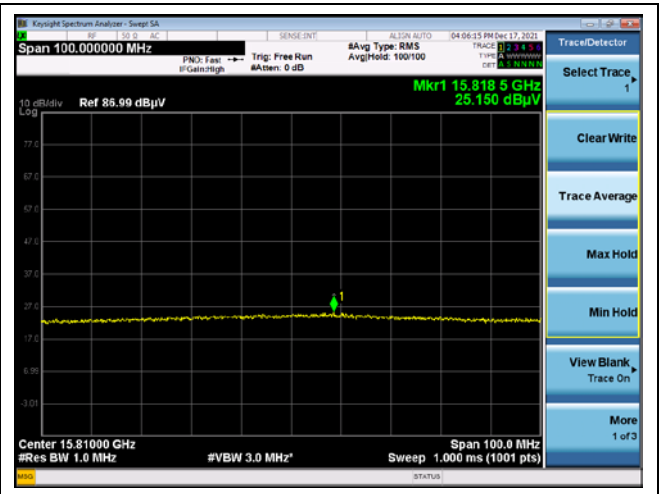 Keysight Spectrum Analyzer - Swept SA
RF 50 Ω AC SENSE:INT ALIGN AUTO 04:06:15 PM Dec 17, 2021
Span 100.000000 MHz
PNO: Fast Trig: Free Run
IFGain:High #Atten: 0 dB
#Avg Type: RMS
Avg|Hold: 100/100
TRACE 1 2 3 4 5 6
TYPE A WWWWW
DET A S N N N N
Mkr1 15.818 5 GHz
25.150 dBµV
10 dB/div Ref 86.99 dBµV
Log
77.0
67.0
57.0
47.0
37.0
27.0
17.0
6.99
-3.01
1
Center 15.81000 GHz Span 100.0 MHz
#Res BW 1.0 MHz #VBW 3.0 MHz* Sweep 1.000 ms (1001 pts)
MSG STATUS
Trace/Detector
Select Trace
1
Clear Write
Trace Average
Max Hold
Min Hold
View Blank
Trace On
More
1 of 3